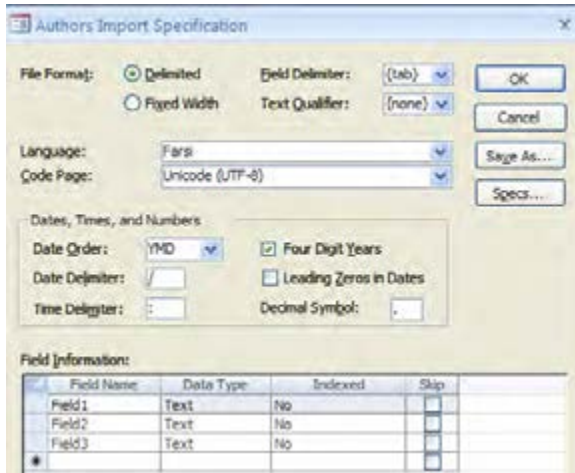 Authors Import Specification
File Format: Delimited Field Delimiter: {tab} OK
Fixed Width Text Qualifier: {none} Cancel
Language: Farsi Save As...
Code Page: Unicode (UTF-8) Specs...
Dates, Times, and Numbers
Date Order: YMD Four Digit Years
Date Delimiter: / Leading Zeros in Dates
Time Delimiter: : Decimal Symbol: .
Field Information:
Field Name Data Type Indexed Skip
Field1 Text No
Field2 Text No
Field3 Text No